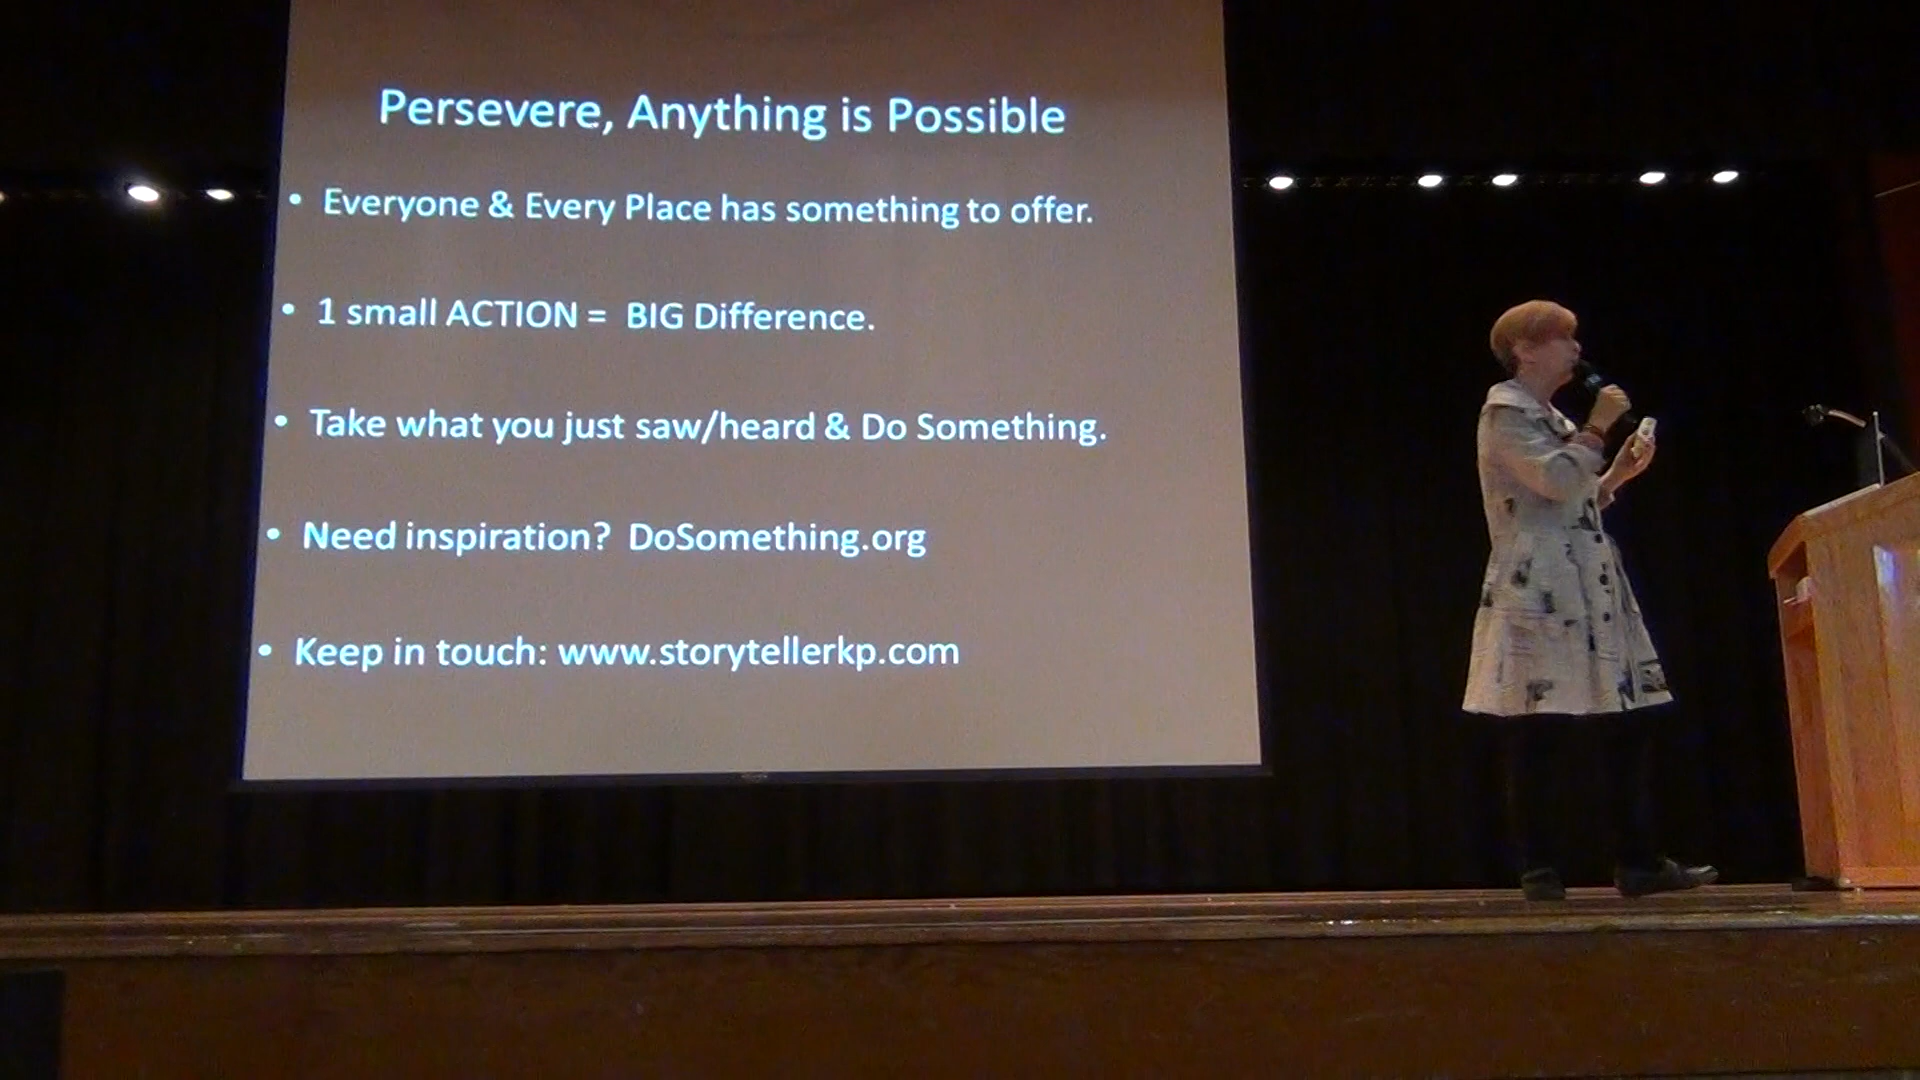 Persevere, Anything is Possible
• Everyone & Every Place has something to offer.
• 1 small ACTION = BIG Difference.
• Take what you just saw/heard & Do Something.
• Need inspiration? DoSomething.org
• Keep in touch: www.storytellerkp.com